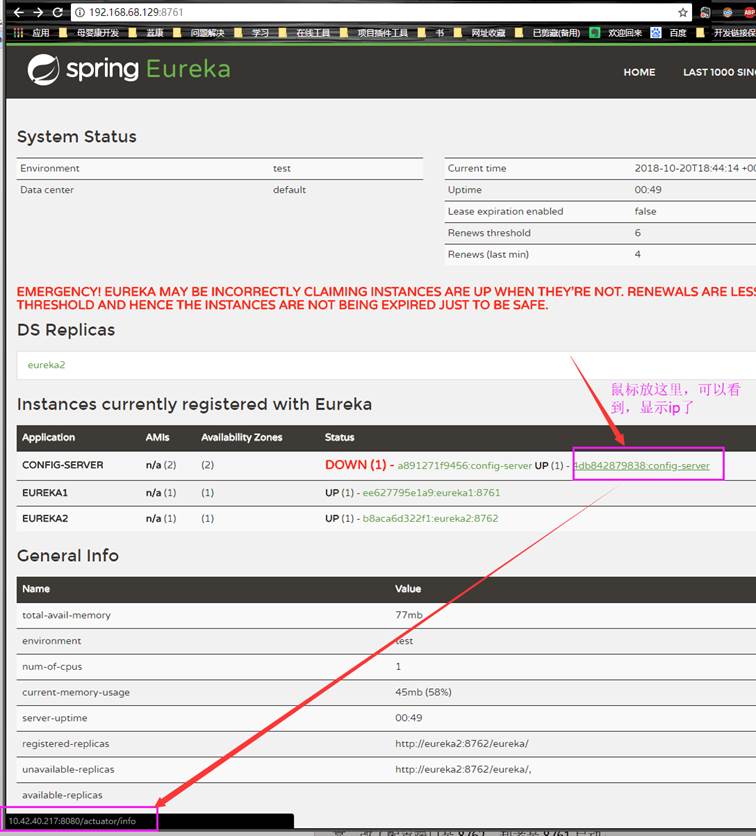 192.168.68.129:8761
应用 母婴康开发 蓝康 问题解决 学习 在线工具 项目插件工具 书 网址收藏 已剪藏(备用) 欢迎回来 百度 开发链接保
spring Eureka
HOME LAST 1000 SIN
System Status
Environment test
Data center default
Current time 2018-10-20T18:44:14 +00
Uptime 00:49
Lease expiration enabled false
Renews threshold 6
Renews (last min) 4
EMERGENCY! EUREKA MAY BE INCORRECTLY CLAIMING INSTANCES ARE UP WHEN THEY'RE NOT. RENEWALS ARE LESS
THRESHOLD AND HENCE THE INSTANCES ARE NOT BEING EXPIRED JUST TO BE SAFE.
DS Replicas
eureka2
鼠标放这里，可以看
到，显示ip了
Instances currently registered with Eureka
Application AMIs Availability Zones Status
CONFIG-SERVER n/a (2) (2) DOWN (1) - a891271f9456:config-server UP (1) - 4db842879838:config-server
EUREKA1 n/a (1) (1) UP (1) - ee627795e1a9:eureka1:8761
EUREKA2 n/a (1) (1) UP (1) - b8aca6d322f1:eureka2:8762
General Info
Name Value
total-avail-memory 77mb
environment test
num-of-cpus 1
current-memory-usage 45mb (58%)
server-uptime 00:49
registered-replicas http://eureka2:8762/eureka/
unavailable-replicas http://eureka2:8762/eureka/,
available-replicas
10.42.40.217:8080/actuator/info